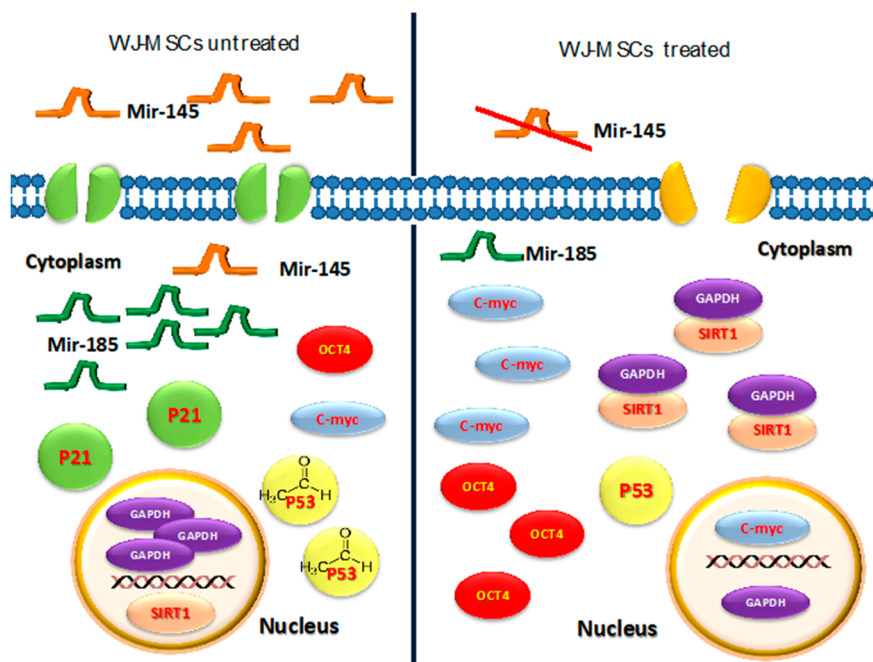 WJ-MSCs untreated
Mir-145
Cytoplasm
Mir-145
Mir-185
OCT4
P21
C-myc
P21
O
H₃C
H
P53
O
H₃C
H
P53
GAPDH
GAPDH
GAPDH
SIRT1
Nucleus
WJ-MSCs treated
Mir-145
Mir-185
Cytoplasm
C-myc
GAPDH
SIRT1
C-myc
GAPDH
SIRT1
GAPDH
SIRT1
C-myc
OCT4
P53
OCT4
OCT4
C-myc
GAPDH
Nucleus